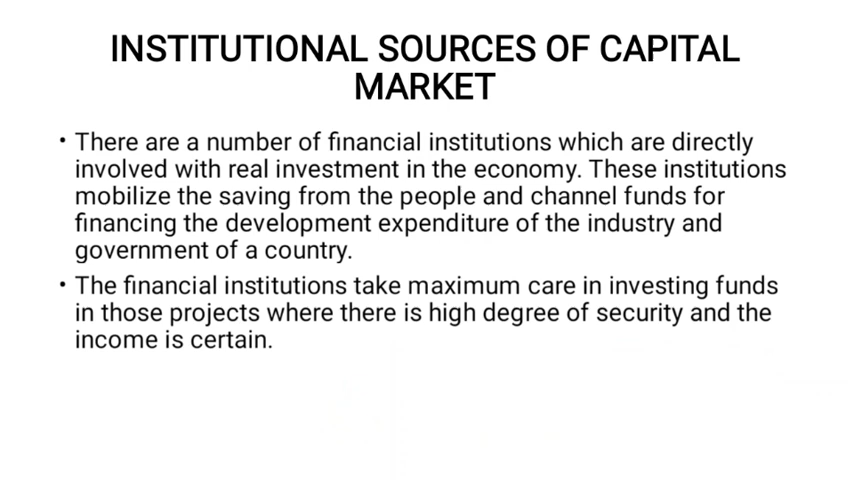 INSTITUTIONAL SOURCES OF CAPITAL
MARKET
• There are a number of financial institutions which are directly
involved with real investment in the economy. These institutions
mobilize the saving from the people and channel funds for
financing the development expenditure of the industry and
government of a country.
• The financial institutions take maximum care in investing funds
in those projects where there is high degree of security and the
income is certain.